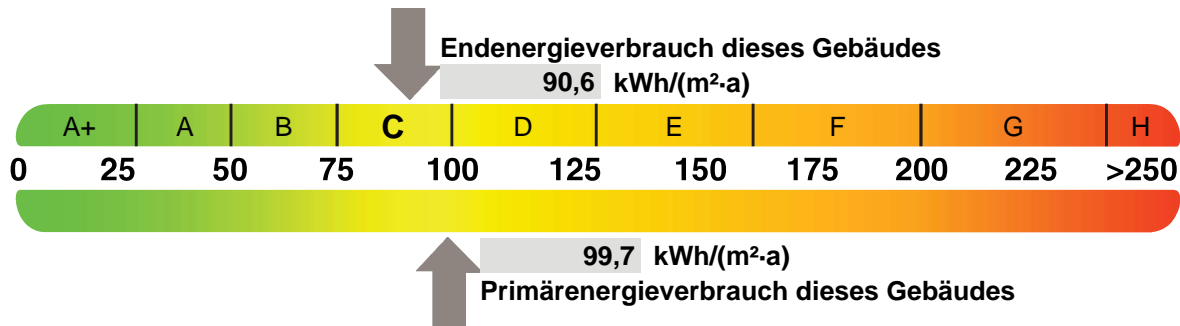 Endenergieverbrauch dieses Gebäudes
90,6 kWh/(m²·a)
A+ A B C D E F G H
0 25 50 75 100 125 150 175 200 225 >250
99,7 kWh/(m²·a)
Primärenergieverbrauch dieses Gebäudes